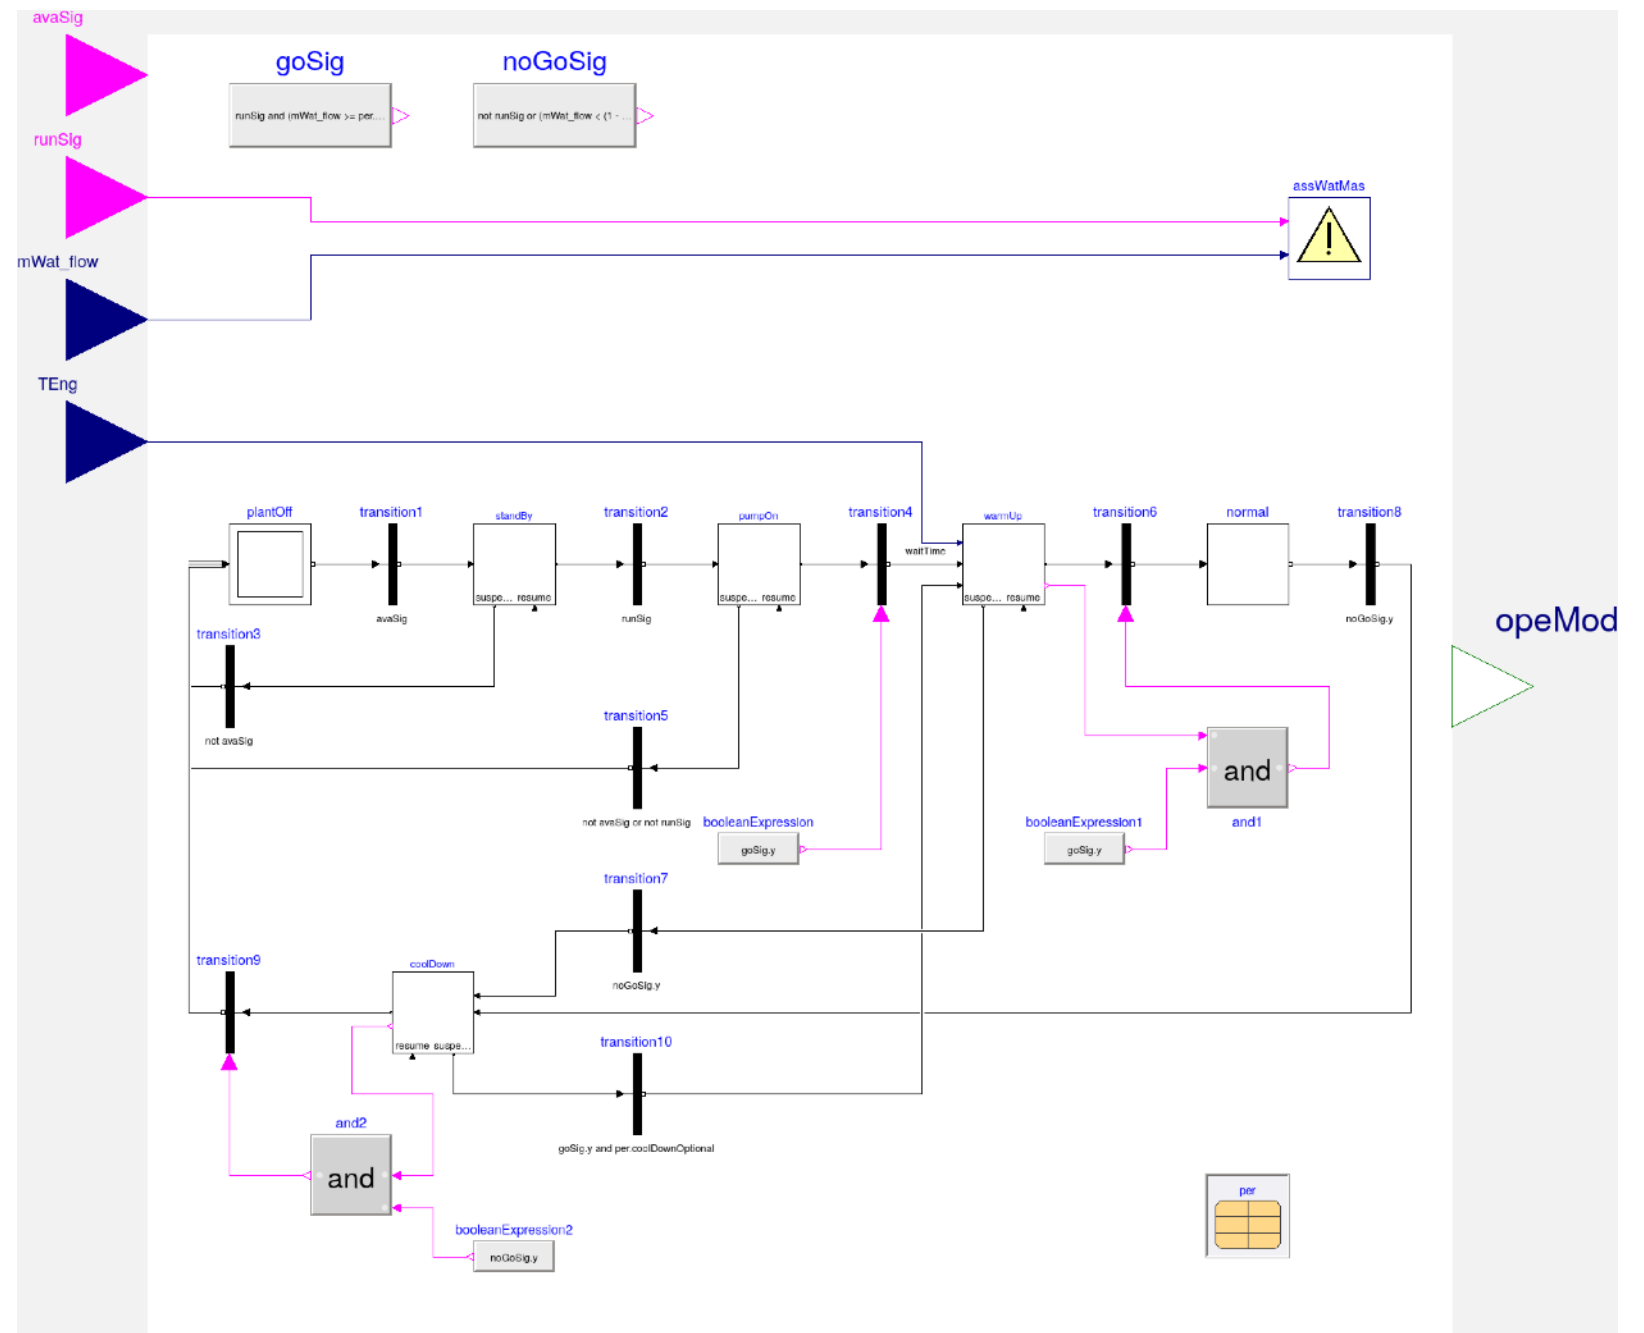 avaSig
goSig
noGoSig
runSig and (mWat_flow >= per....
not runSig or (mWat_flow < (1 - ...
runSig
assWatMas
mWat_flow
TEng
plantOff
transition1
standBy
transition2
pumpOn
transition4
warmUp
transition6
normal
transition8
waitTime
suspe... resume
suspe... resume
suspe... resume
avaSig
runSig
noGoSig.y
opeMod
transition3
transition5
not avaSig
and
not avaSig or not runSig
booleanExpression
booleanExpression1
and1
goSig.y
goSig.y
transition7
transition9
coolDown
noGoSig.y
resume suspe...
transition10
and2
goSig.y and per.coolDownOptional
and
per
booleanExpression2
noGoSig.y